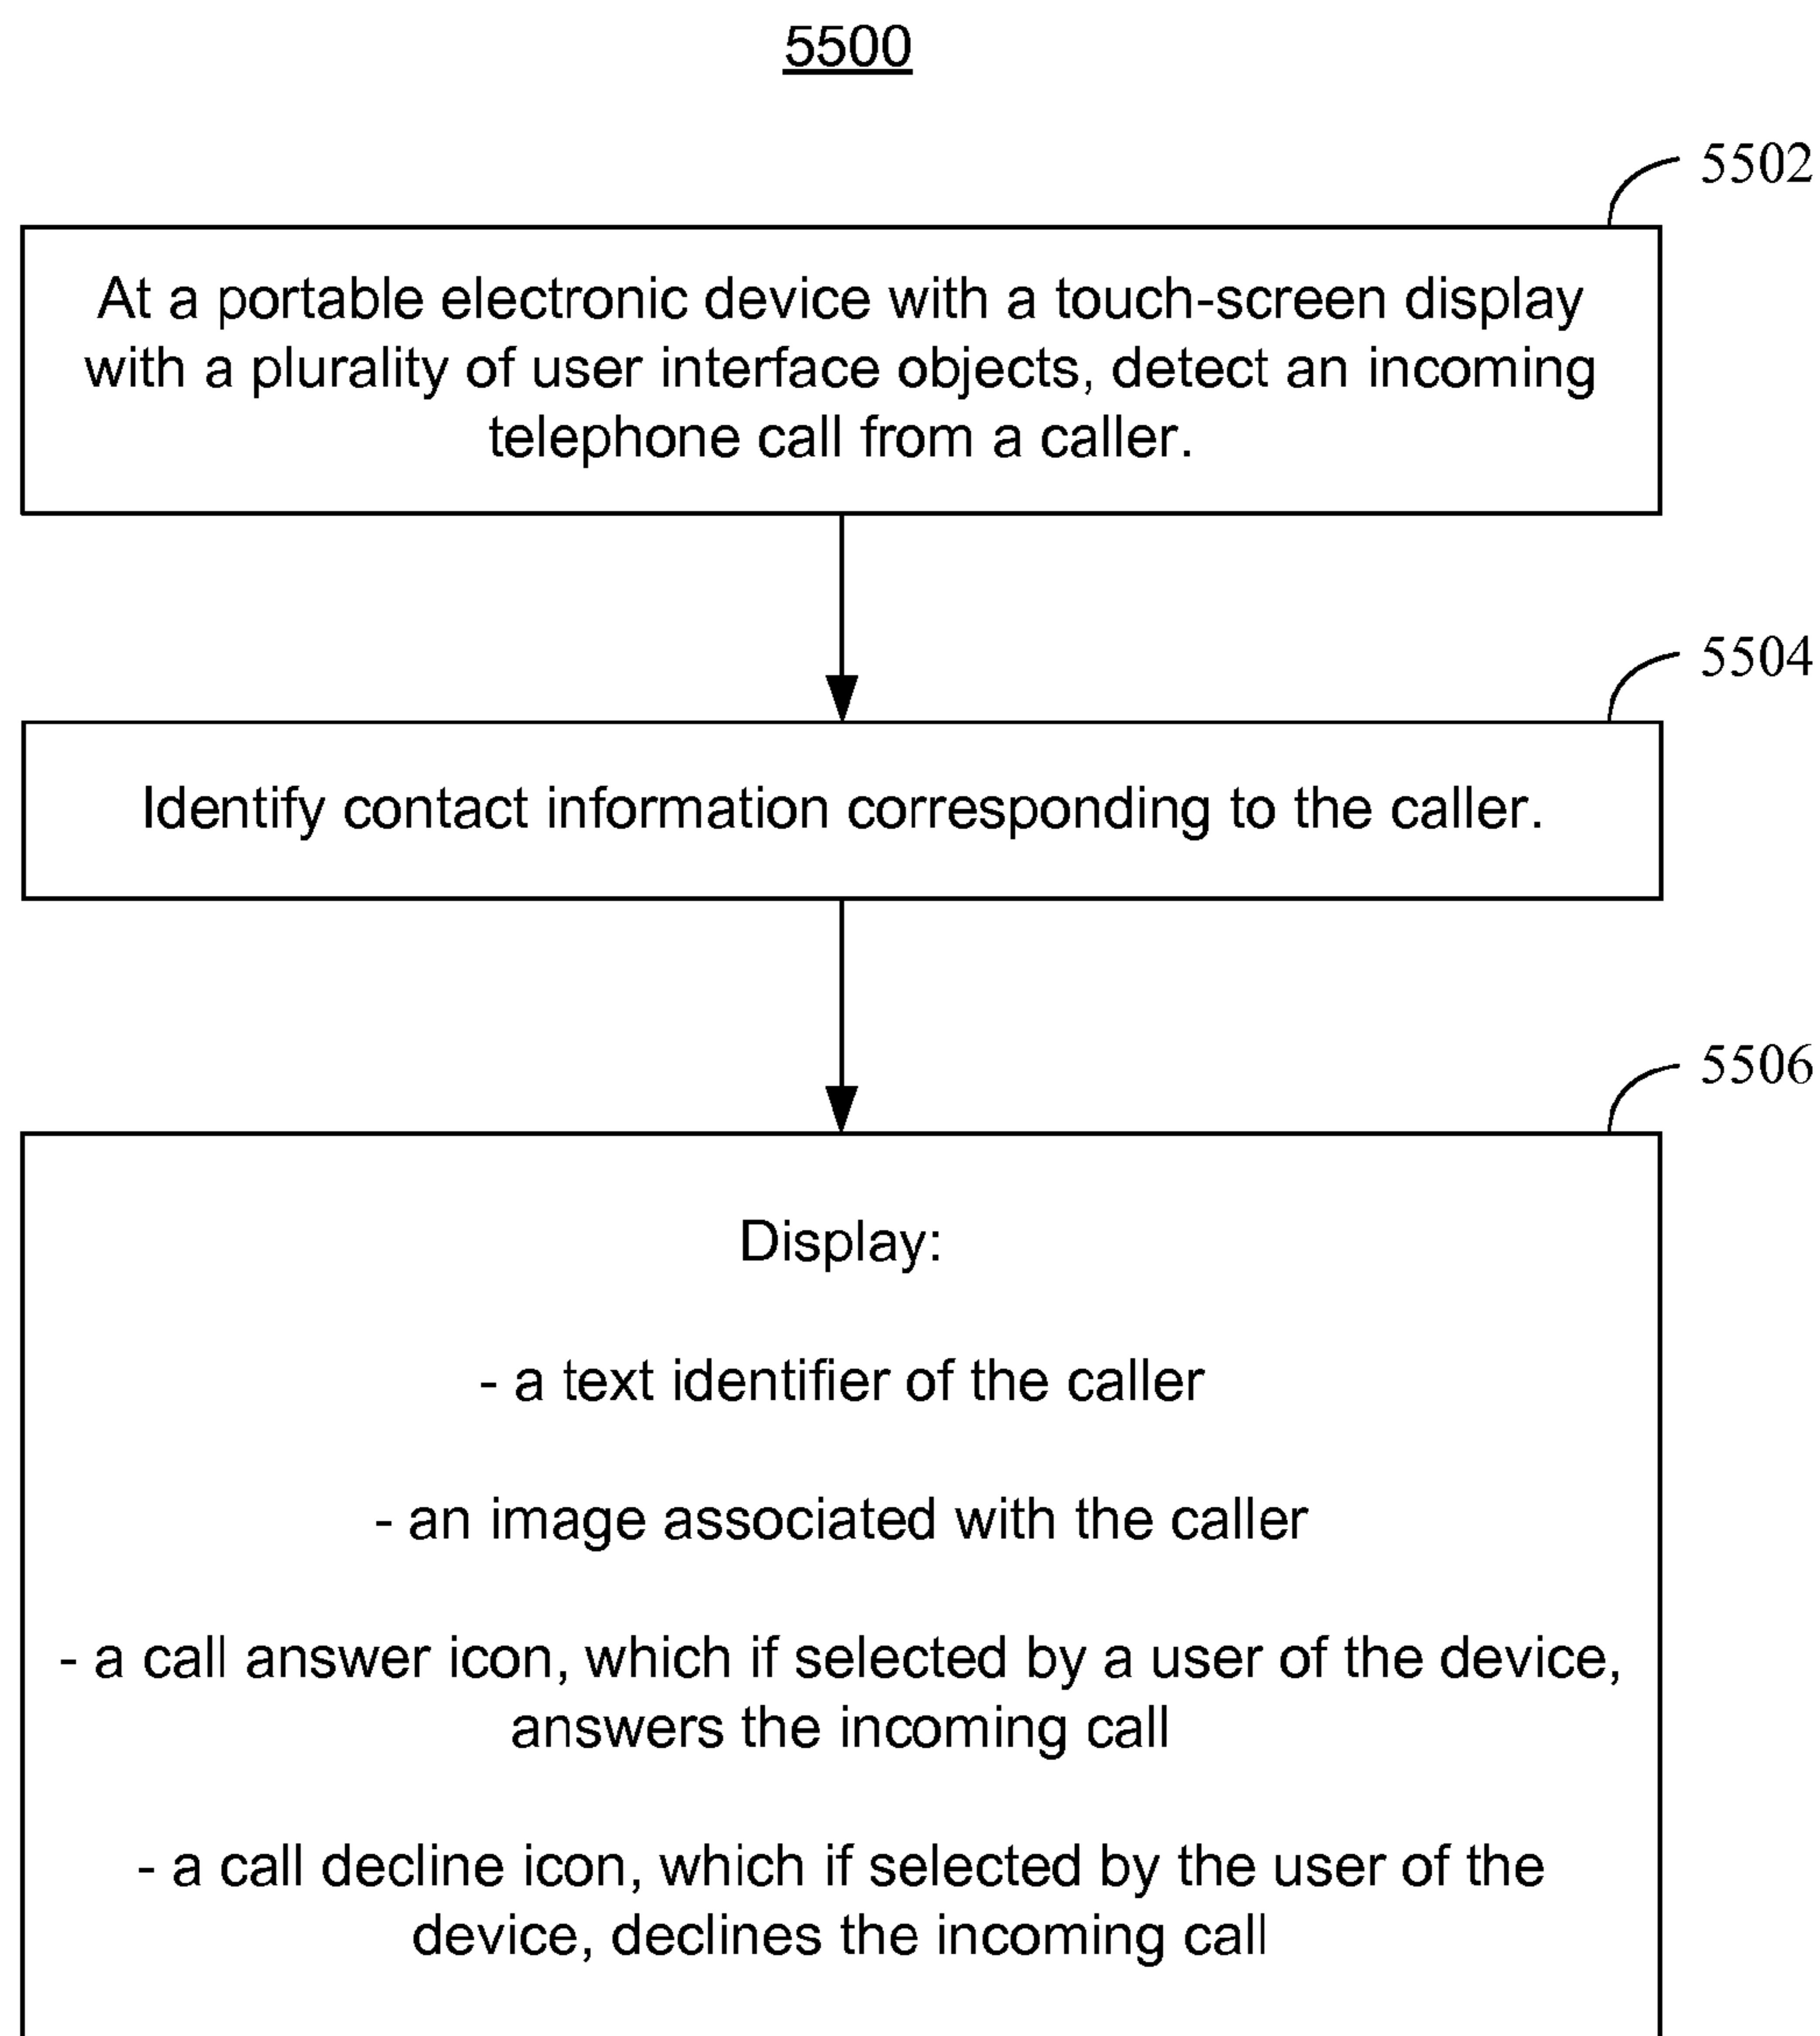 5500
5502
At a portable electronic device with a touch-screen display
with a plurality of user interface objects, detect an incoming
telephone call from a caller.
5504
Identify contact information corresponding to the caller.
5506
Display:
- a text identifier of the caller
- an image associated with the caller
- a call answer icon, which if selected by a user of the device,
answers the incoming call
- a call decline icon, which if selected by the user of the
device, declines the incoming call